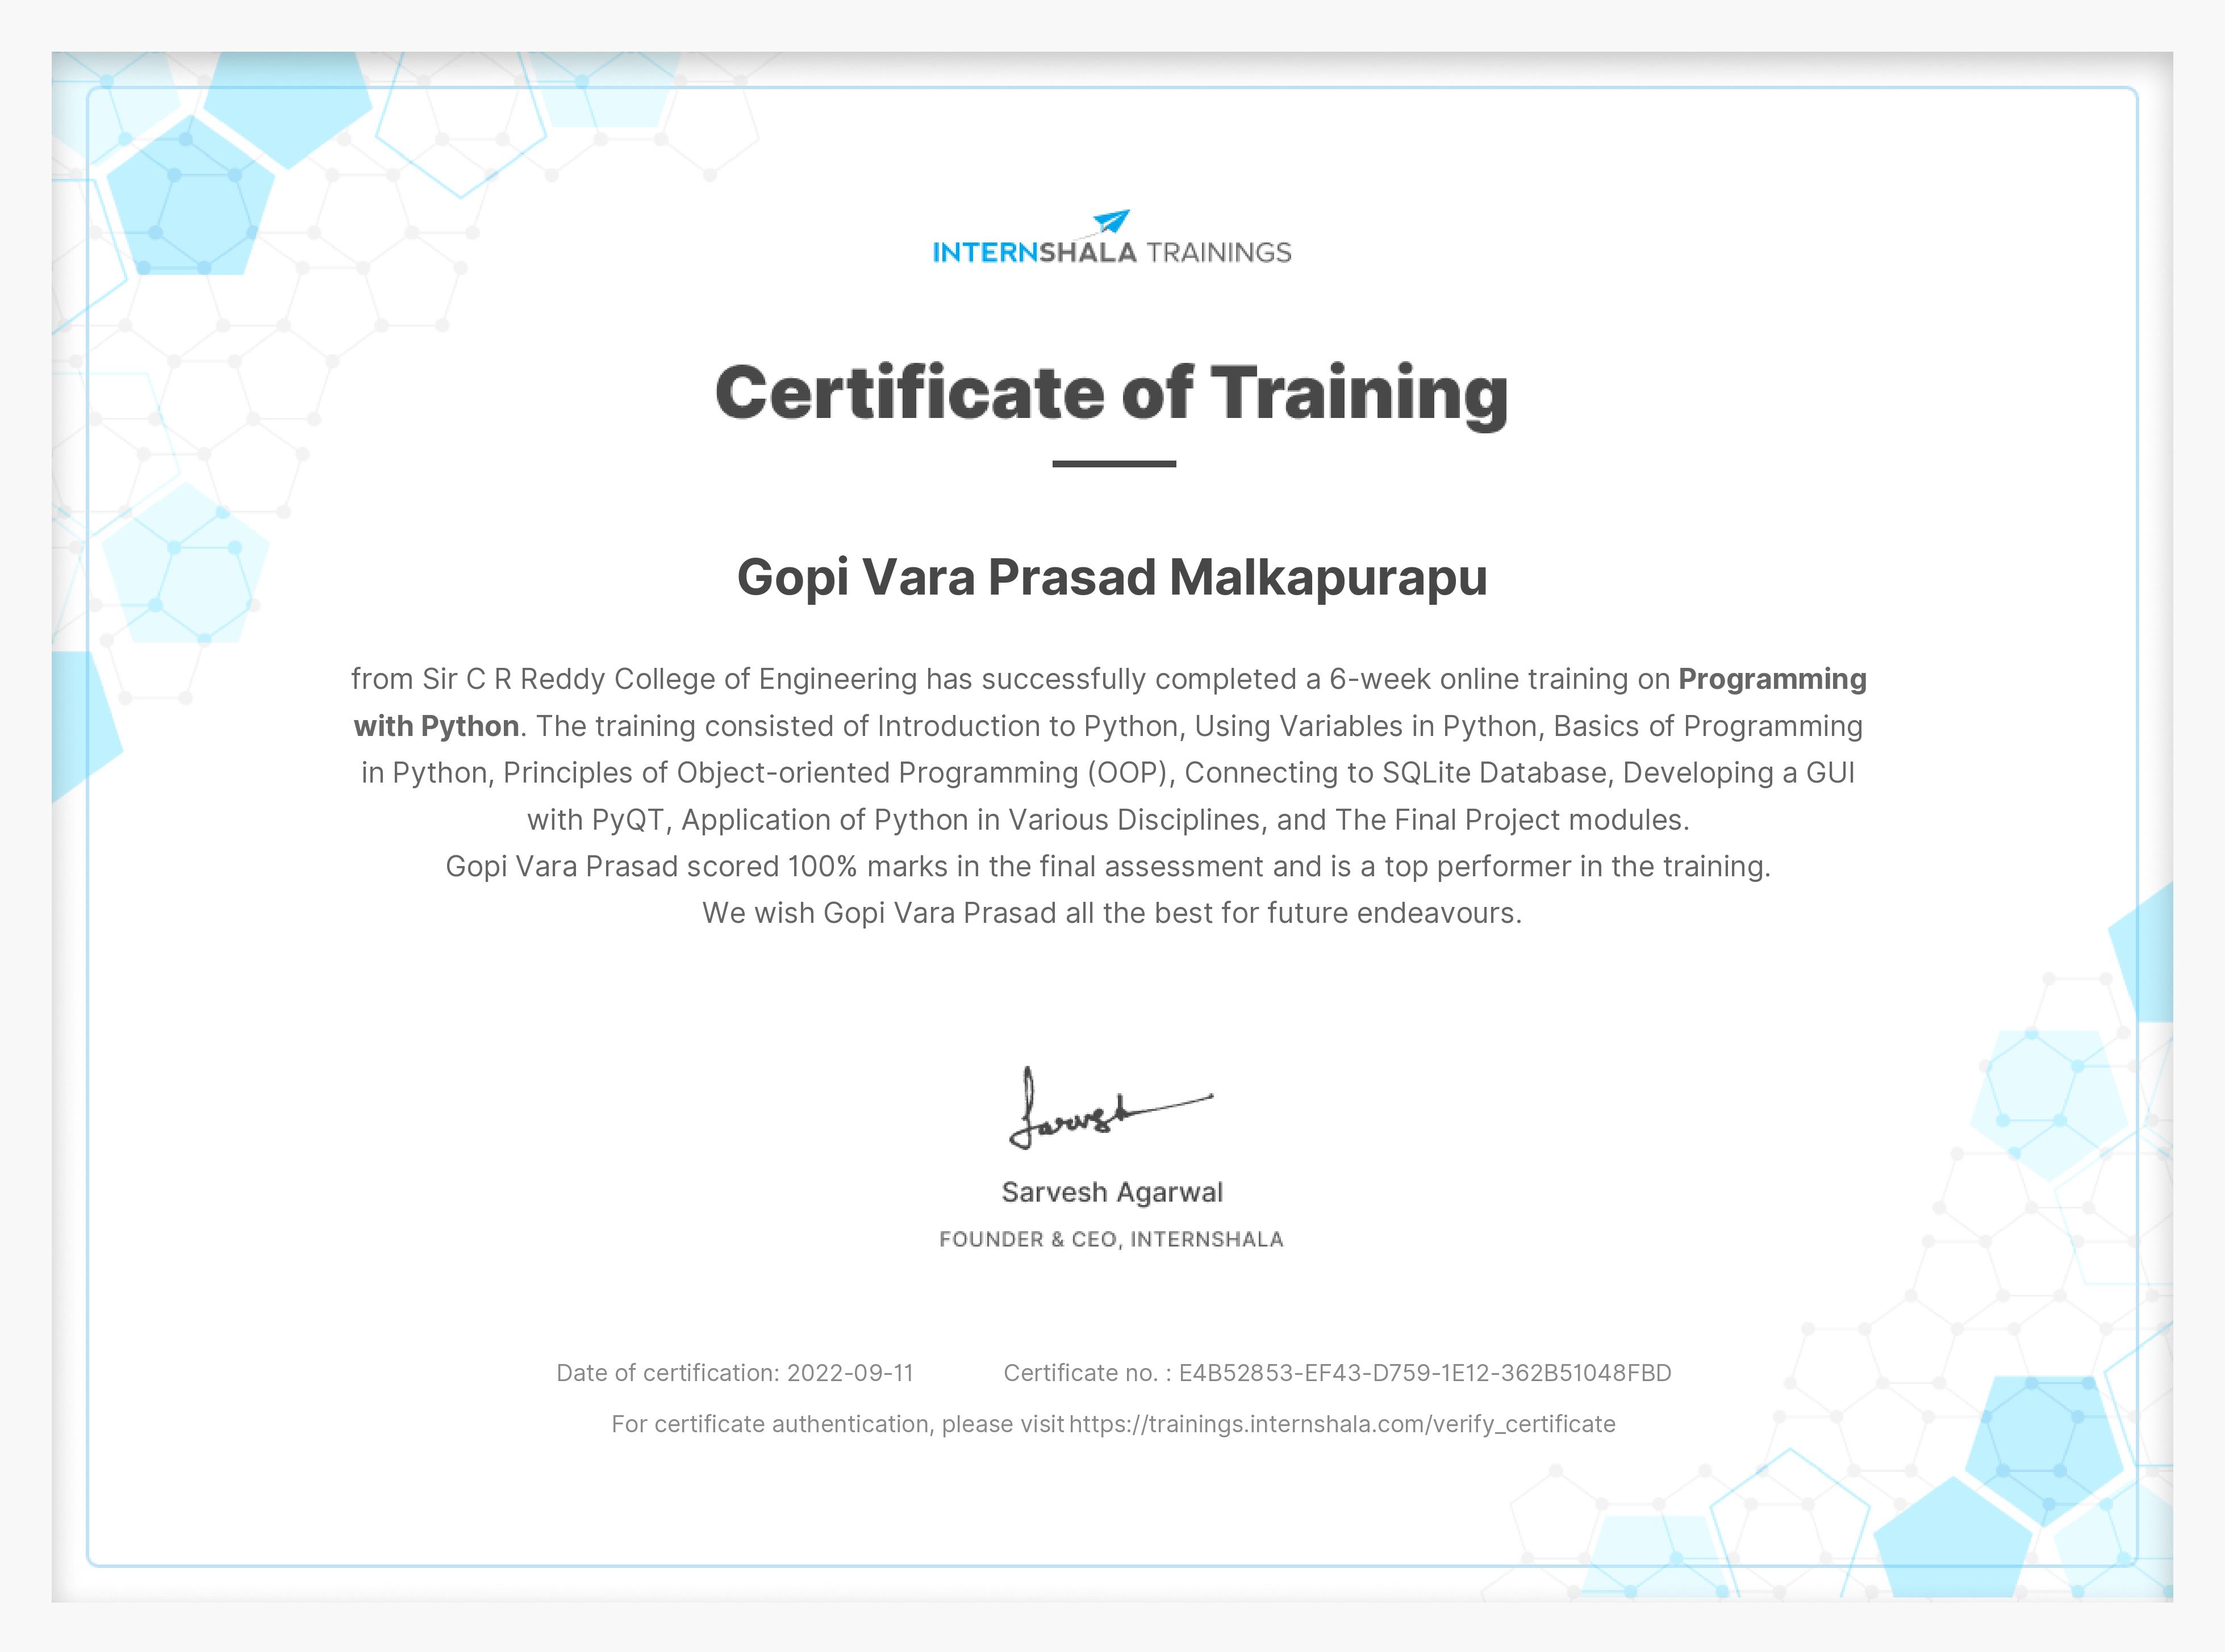 INTERNSHALA TRAININGS
Certificate of Training
Gopi Vara Prasad Malkapurapu
from Sir C R Reddy College of Engineering has successfully completed a 6-week online training on Programming
with Python. The training consisted of Introduction to Python, Using Variables in Python, Basics of Programming
in Python, Principles of Object-oriented Programming (OOP), Connecting to SQLite Database, Developing a GUI
with PyQT, Application of Python in Various Disciplines, and The Final Project modules.
Gopi Vara Prasad scored 100% marks in the final assessment and is a top performer in the training.
We wish Gopi Vara Prasad all the best for future endeavours.
Sarvesh
Sarvesh Agarwal
FOUNDER & CEO, INTERNSHALA
Date of certification: 2022-09-11 Certificate no. : E4B52853-EF43-D759-1E12-362B51048FBD
For certificate authentication, please visit https://trainings.internshala.com/verify_certificate